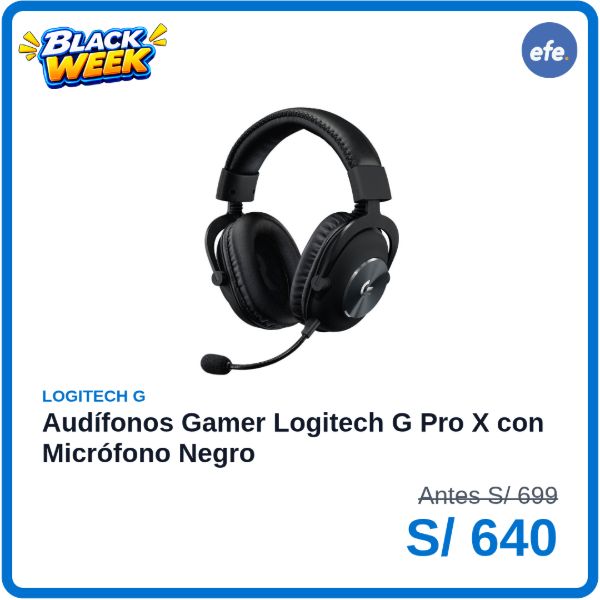 BLACK
WEEK
efe.
LOGITECH G
Audífonos Gamer Logitech G Pro X con
Micrófono Negro
Antes S/ 699
S/ 640